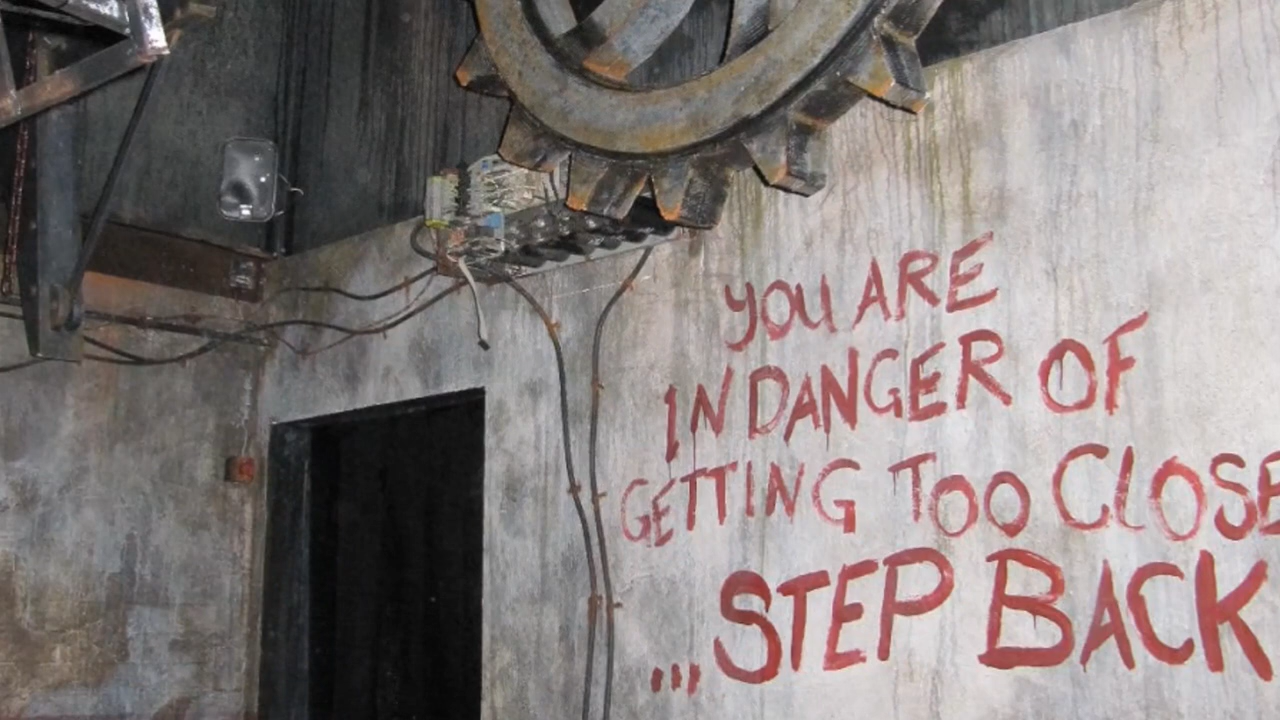 YOU ARE
IN DANGER OF
GETTING TOO CLOSE
...STEP BACK